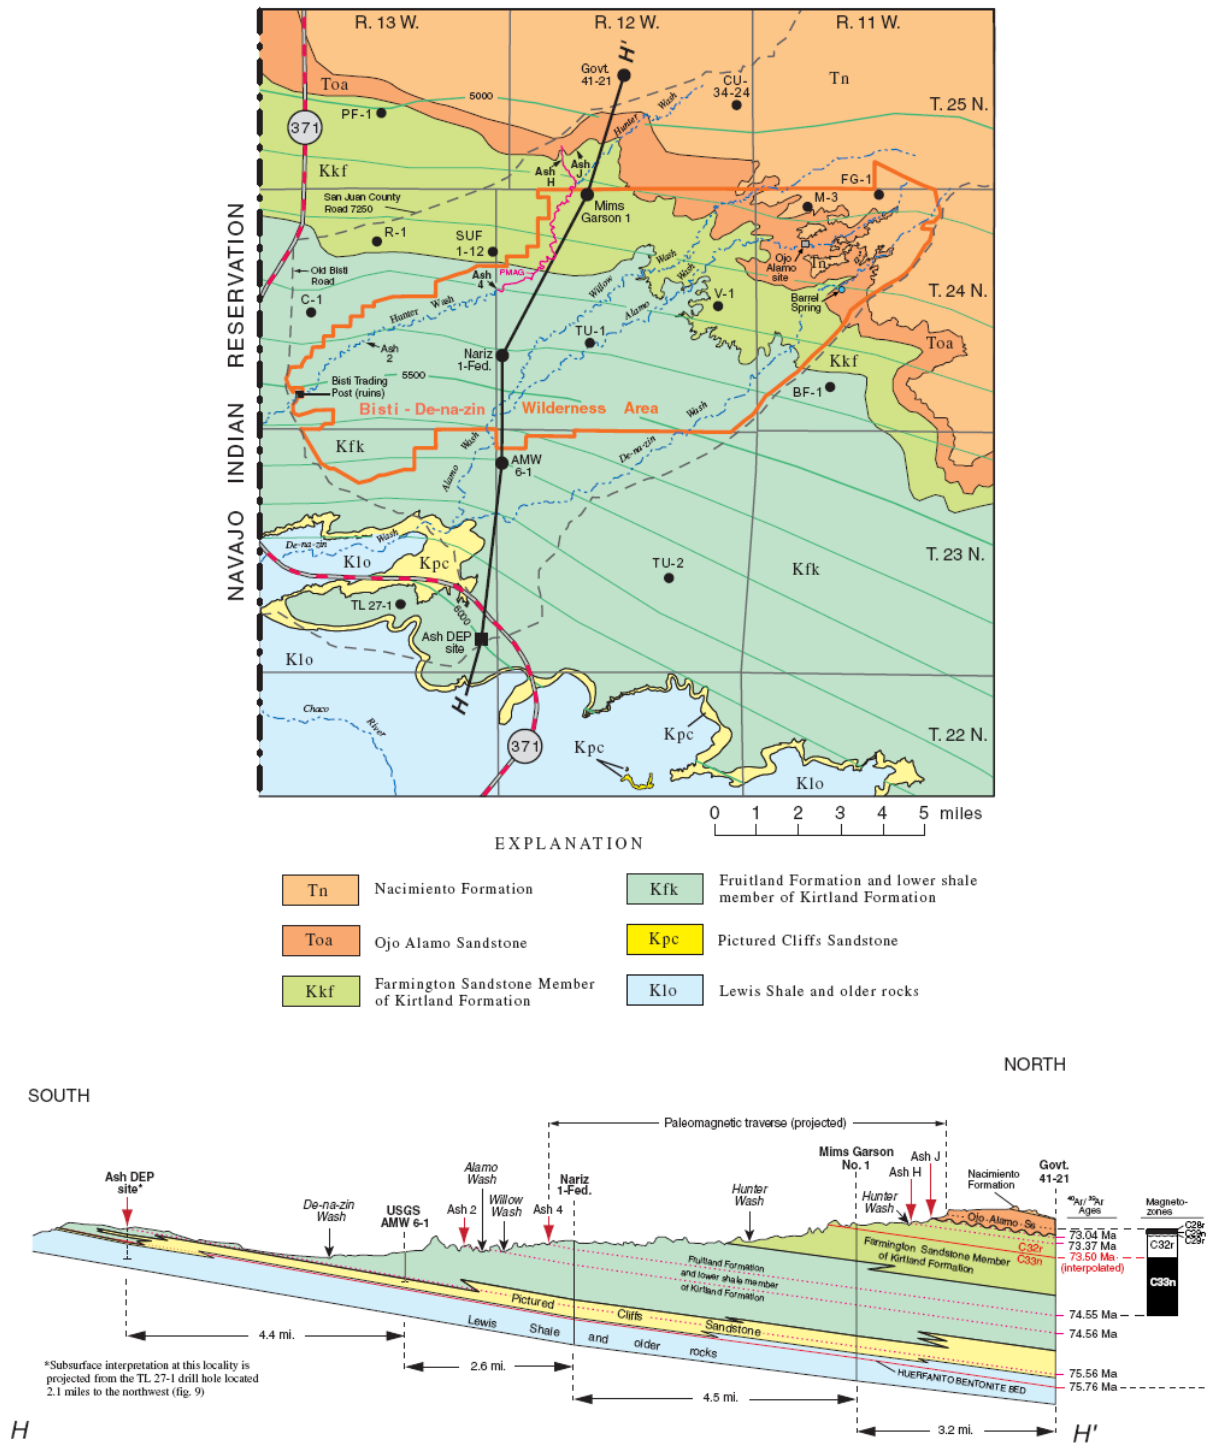 R. 13 W.
R. 12 W.
R. 11 W.
H'
Govt.
41-21
CU-
34-24
Tn
Toa
5000
Hunter
Wash
T. 25 N.
PF-1
371
Ash
H
Ash
J
Kkf
San Juan County
Road 7250
Mims
Garson 1
M-3
FG-1
R-1
SUF
1-12
PMAG
Ash
4
Old Bisti
Road
Willow
Wash
Wash
Alamo
Ojo
Alamo
site
Tn
Barrel
Spring
T. 24 N.
C-1
Hunter
Wash
V-1
TU-1
Ash
2
Nariz
1-Fed.
Toa
Kkf
5500
Bisti Trading
Post (ruins)
BF-1
Bisti - De-na-zin
Wilderness Area
Wash
De-na-zin
Kfk
Wash
Alamo
AMW
6-1
NAVAJO INDIAN RESERVATION
De-na-zin
Wash
Klo
Kpc
TU-2
Kfk
T. 23 N.
TL 27-1
6000
Ash DEP
site
Klo
H
Chaco
River
371
Kpc
Kpc
Klo
T. 22 N.
0 1 2 3 4 5 miles
EXPLANATION
Tn
Nacimiento Formation
Toa
Ojo Alamo Sandstone
Kkf
Farmington Sandstone Member
of Kirtland Formation
Kfk
Fruitland Formation and lower shale
member of Kirtland Formation
Kpc
Pictured Cliffs Sandstone
Klo
Lewis Shale and older rocks
SOUTH
NORTH
Paleomagnetic traverse (projected)
Ash DEP
site*
De-na-zin
Wash
USGS
AMW 6-1
Alamo
Wash
Ash 2
Willow
Wash
Ash 4
Nariz
1-Fed.
Hunter
Wash
Mims Garson
No. 1
Hunter
Wash
Ash H
Ash J
Nacimiento
Formation
Govt.
41-21
40Ar/39Ar
Ages
Magneto-
zones
Ojo Alamo Ss
C32r
C33n
Farmington Sandstone Member
of Kirtland Formation
Fruitland Formation
and lower shale member
of Kirtland Formation
Pictured Cliffs Sandstone
Lewis Shale and older rocks
HUERFANITO BENTONITE BED
73.04 Ma
73.37 Ma
73.50 Ma
(interpolated)
74.55 Ma
74.56 Ma
75.56 Ma
75.76 Ma
C28r
C29r
C32r
C33n
4.4 mi.
2.6 mi.
4.5 mi.
3.2 mi.
*Subsurface interpretation at this locality is
projected from the TL 27-1 drill hole located
2.1 miles to the northwest (fig. 9)
H
H'